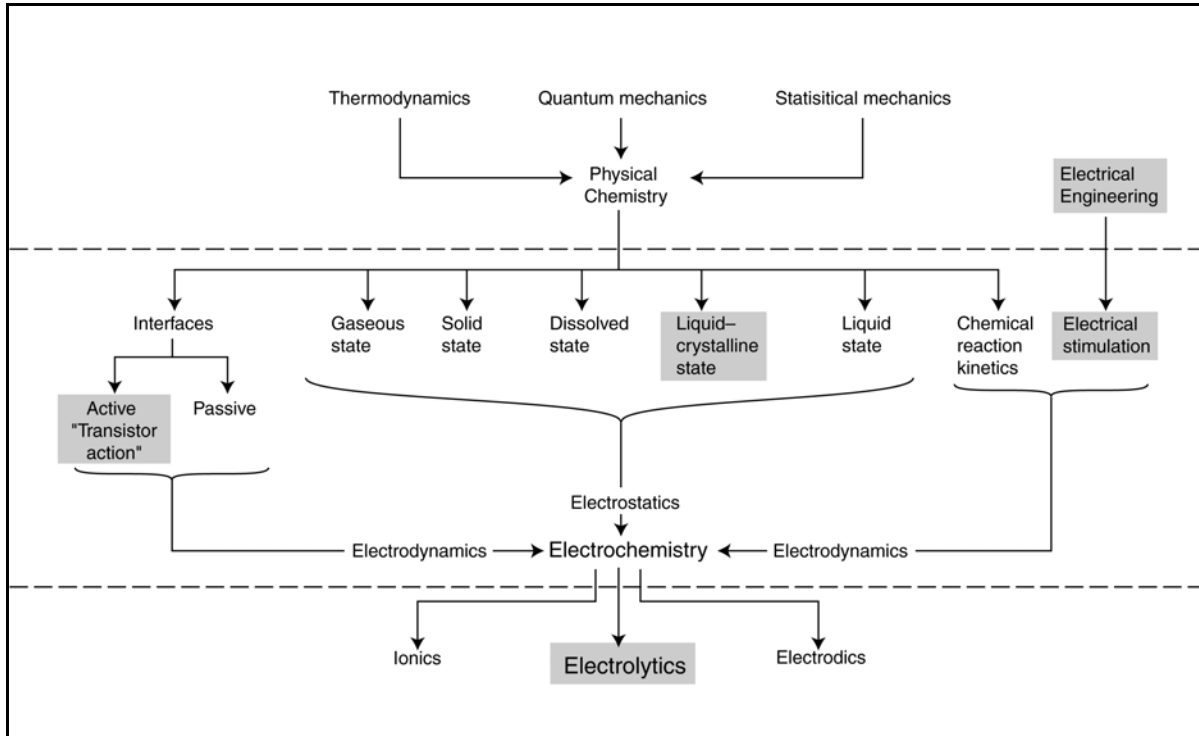 Thermodynamics
Quantum mechanics
Statisitical mechanics
Physical
Chemistry
Electrical
Engineering
Interfaces
Gaseous
state
Solid
state
Dissolved
state
Liquid–
crystalline
state
Liquid
state
Chemical
reaction
kinetics
Electrical
stimulation
Active
"Transistor
action"
Passive
Electrostatics
Electrodynamics
Electrochemistry
Electrodynamics
Ionics
Electrolytics
Electrodics